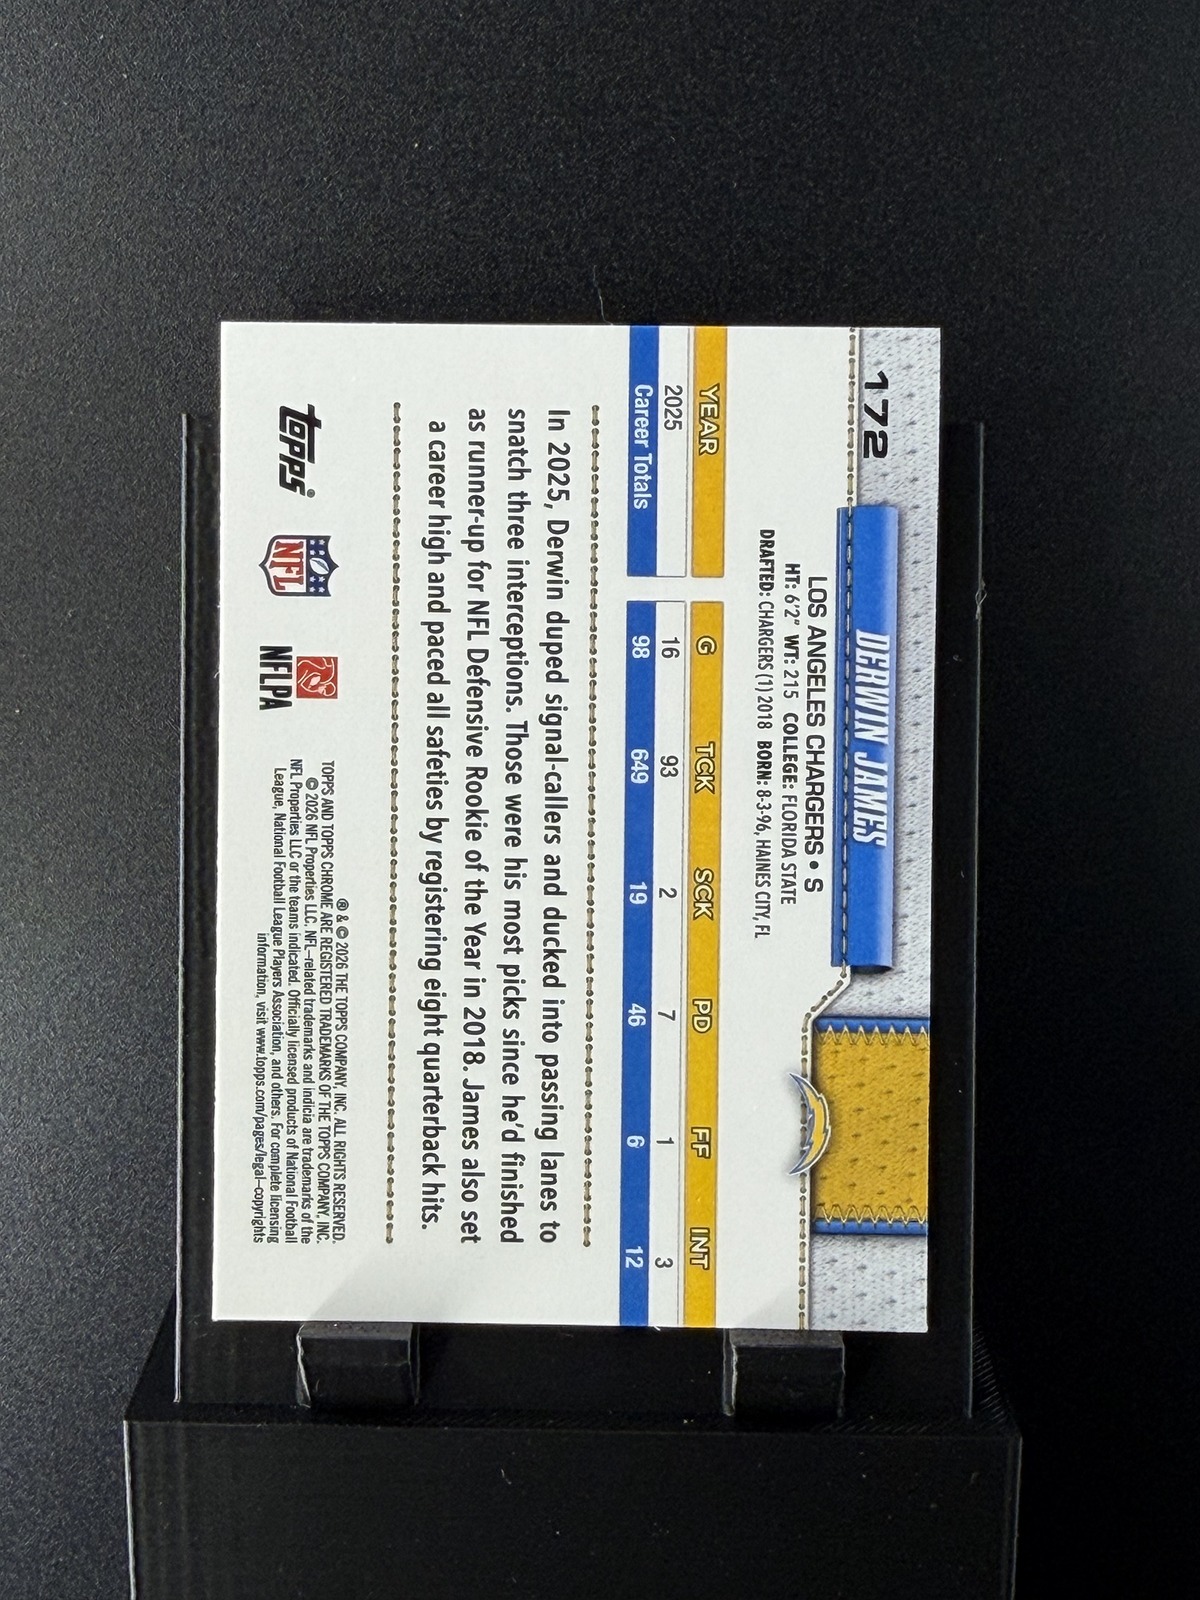 172
DERWIN JAMES
LOS ANGELES CHARGERS • S
HT: 6'2" WT: 215 COLLEGE: FLORIDA STATE
DRAFTED: CHARGERS (1) 2018 BORN: 8-3-96, HAINES CITY, FL
YEAR G TCK SCK PD FF INT
2025 16 93 2 7 1 3
Career Totals 98 649 19 46 6 12
In 2025, Derwin duped signal-callers and ducked into passing lanes to
snatch three interceptions. Those were his most picks since he'd finished
as runner-up for NFL Defensive Rookie of the Year in 2018. James also set
a career high and paced all safeties by registering eight quarterback hits.
topps®
NFL
NFLPA
® & © 2026 THE TOPPS COMPANY, INC. ALL RIGHTS RESERVED.
TOPPS AND TOPPS CHROME ARE REGISTERED TRADEMARKS OF THE TOPPS COMPANY, INC.
© 2026 NFL Properties LLC. NFL-related trademarks and indicia are trademarks of the
NFL Properties LLC or the teams indicated. Officially licensed products of National Football
League, National Football League Players Association, and others. For complete licensing
information, visit www.topps.com/pages/legal-copyrights